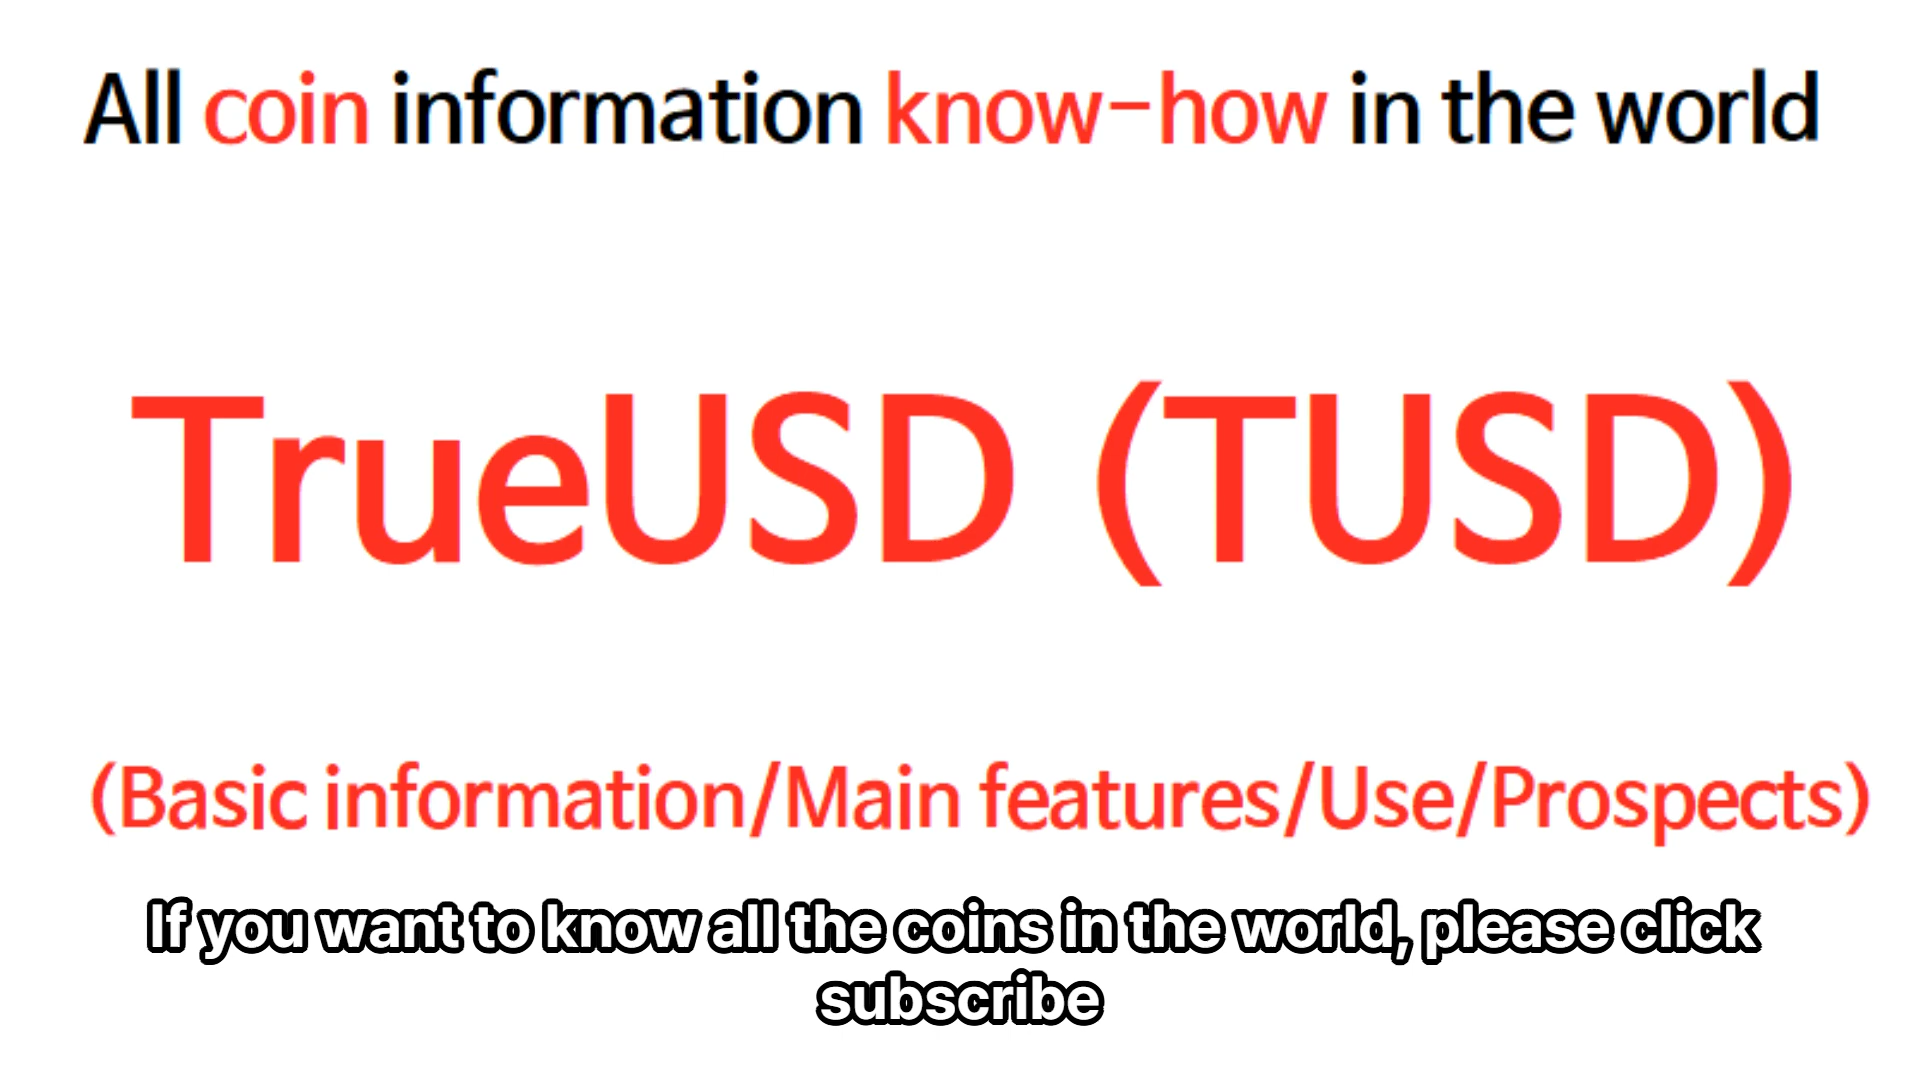 All coin information know-how in the world
TrueUSD (TUSD)
(Basic information/Main features/Use/Prospects)
If you want to know all the coins in the world, please click
subscribe